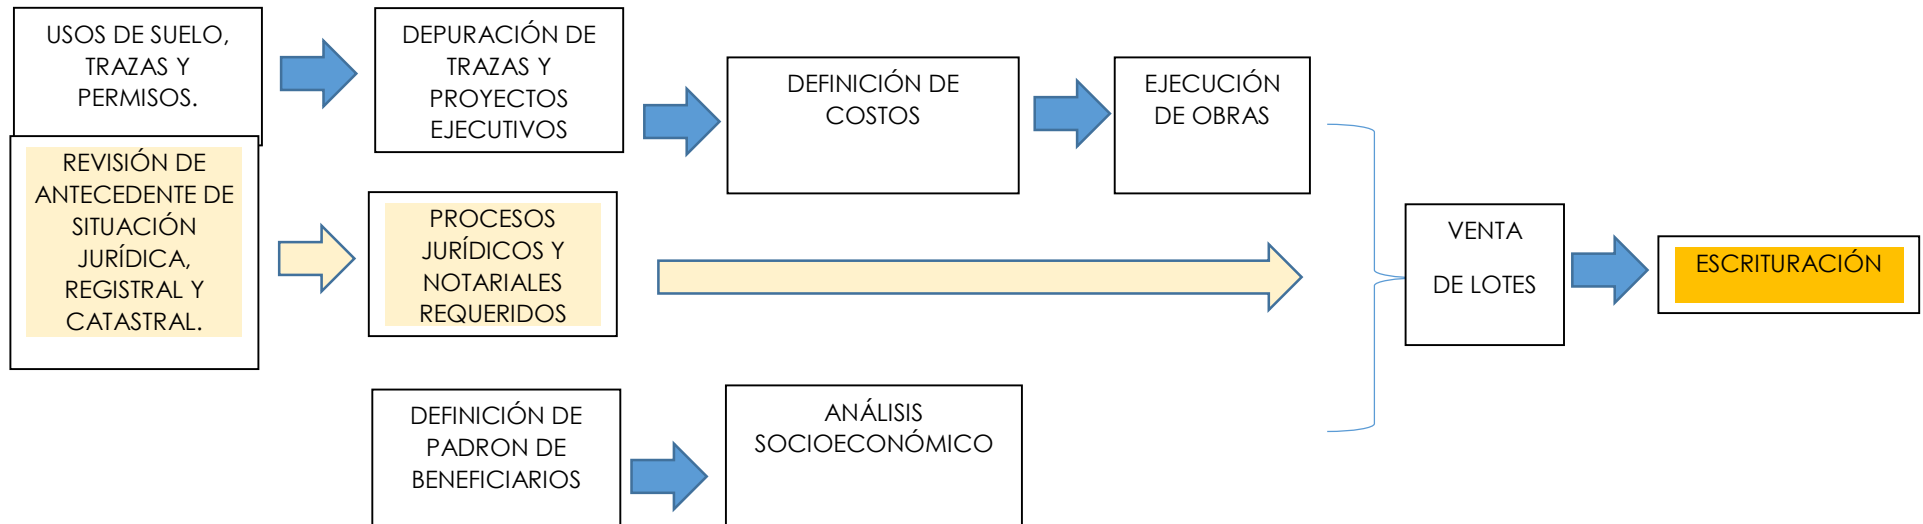 USOS DE SUELO,
TRAZAS Y
PERMISOS.
DEPURACIÓN DE
TRAZAS Y
PROYECTOS
EJECUTIVOS
DEFINICIÓN DE
COSTOS
EJECUCIÓN
DE OBRAS
REVISIÓN DE
ANTECEDENTE DE
SITUACIÓN
JURÍDICA,
REGISTRAL Y
CATASTRAL.
PROCESOS
JURÍDICOS Y
NOTARIALES
REQUERIDOS
VENTA
DE LOTES
ESCRITURACIÓN
DEFINICIÓN DE
PADRON DE
BENEFICIARIOS
ANÁLISIS
SOCIOECONÓMICO